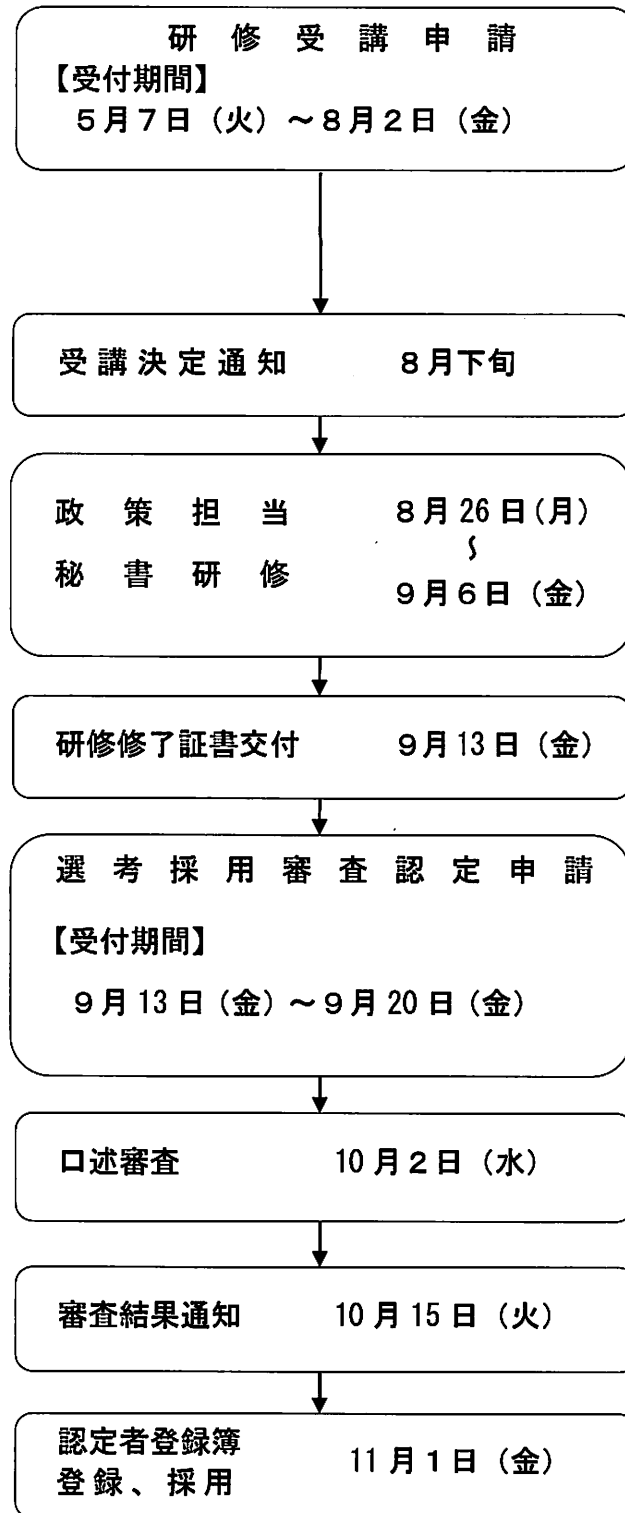 研修受講申請
【受付期間】
５月７日（火）～８月２日（金）
受講決定通知　８月下旬
政策担当　８月26日（月）
～
秘書研修
９月６日（金）
研修修了証書交付　９月13日（金）
選考採用審査認定申請
【受付期間】
９月13日（金）～９月20日（金）
口述審査　10月２日（水）
審査結果通知　10月15日（火）
認定者登録簿
11月１日（金）
登録、採用